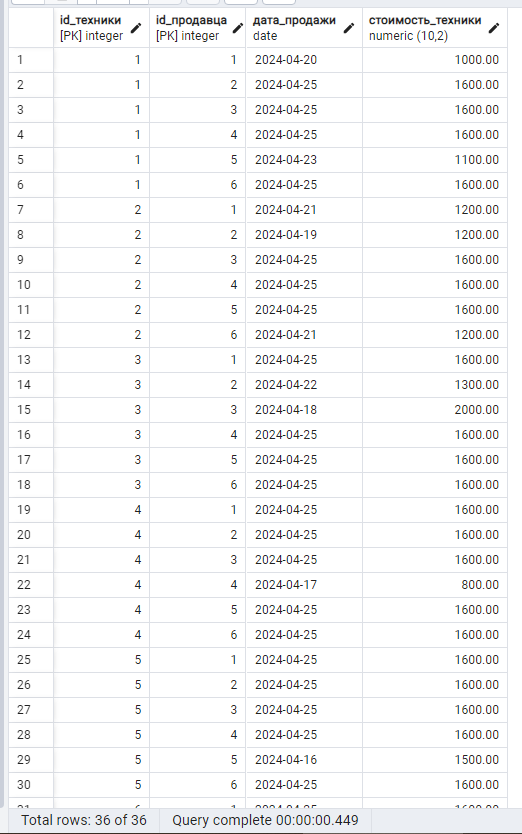 id_техники id_продавца дата_продажи стоимость_техники
[PK] integer [PK] integer date numeric (10,2)
1 1 1 2024-04-20 1000.00
2 1 2 2024-04-25 1600.00
3 1 3 2024-04-25 1600.00
4 1 4 2024-04-25 1600.00
5 1 5 2024-04-23 1100.00
6 1 6 2024-04-25 1600.00
7 2 1 2024-04-21 1200.00
8 2 2 2024-04-19 1200.00
9 2 3 2024-04-25 1600.00
10 2 4 2024-04-25 1600.00
11 2 5 2024-04-25 1600.00
12 2 6 2024-04-21 1200.00
13 3 1 2024-04-25 1600.00
14 3 2 2024-04-22 1300.00
15 3 3 2024-04-18 2000.00
16 3 4 2024-04-25 1600.00
17 3 5 2024-04-25 1600.00
18 3 6 2024-04-25 1600.00
19 4 1 2024-04-25 1600.00
20 4 2 2024-04-25 1600.00
21 4 3 2024-04-25 1600.00
22 4 4 2024-04-17 800.00
23 4 5 2024-04-25 1600.00
24 4 6 2024-04-25 1600.00
25 5 1 2024-04-25 1600.00
26 5 2 2024-04-25 1600.00
27 5 3 2024-04-25 1600.00
28 5 4 2024-04-25 1600.00
29 5 5 2024-04-16 1500.00
30 5 6 2024-04-25 1600.00
Total rows: 36 of 36 Query complete 00:00:00.449